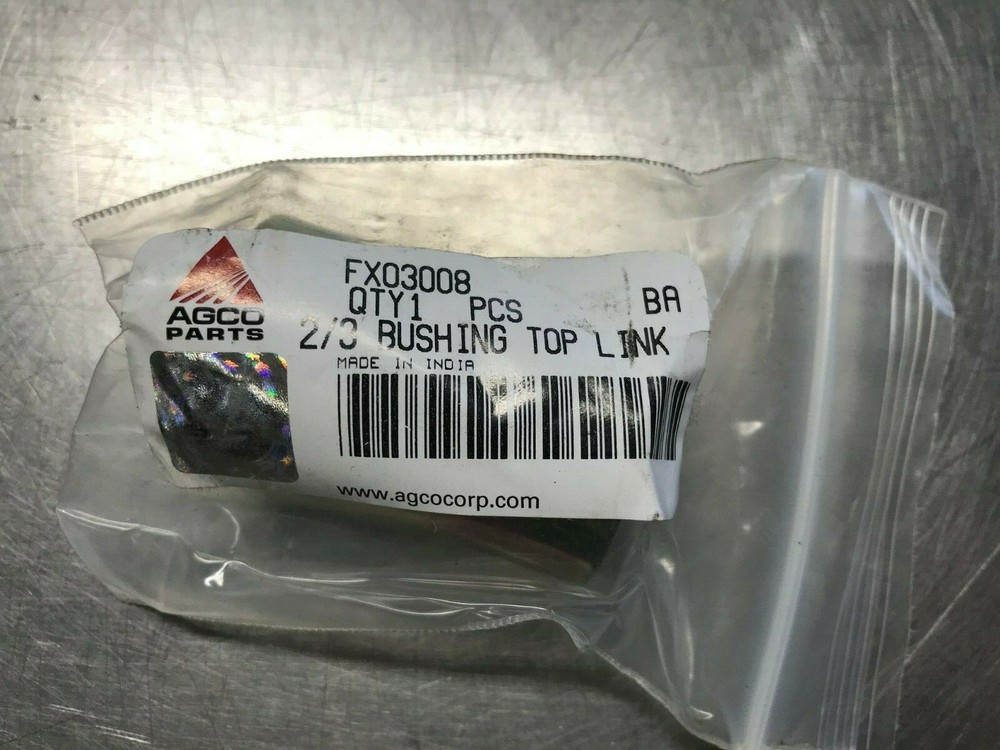 AGCO
PARTS
FX03008
QTY1 PCS BA
2/3 BUSHING TOP LINK
MADE IN INDIA
www.agcocorp.com